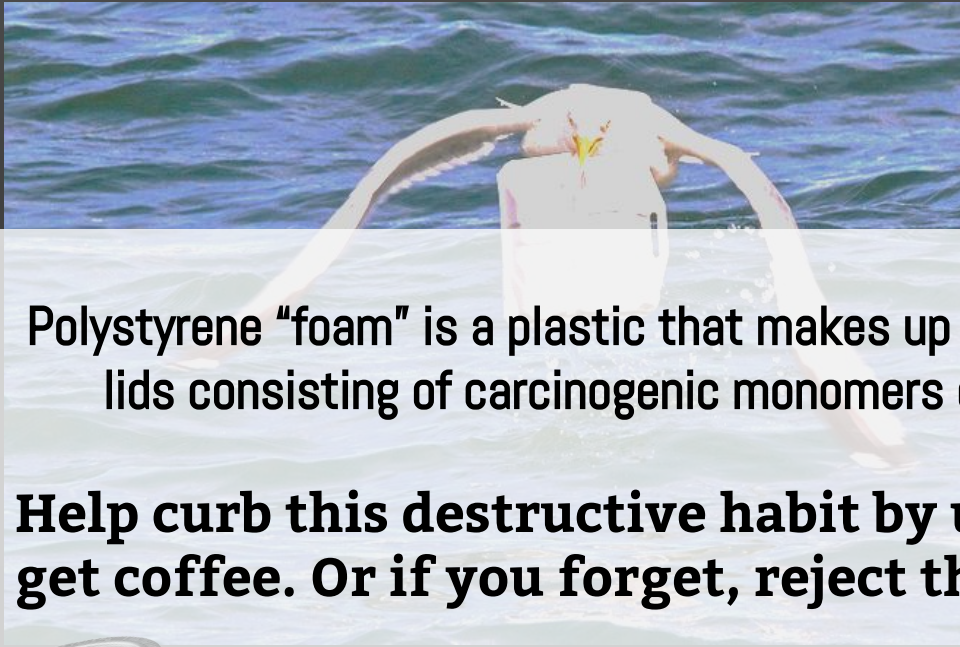 Polystyrene “foam” is a plastic that makes up
lids consisting of carcinogenic monomers
Help curb this destructive habit by
get coffee. Or if you forget, reject